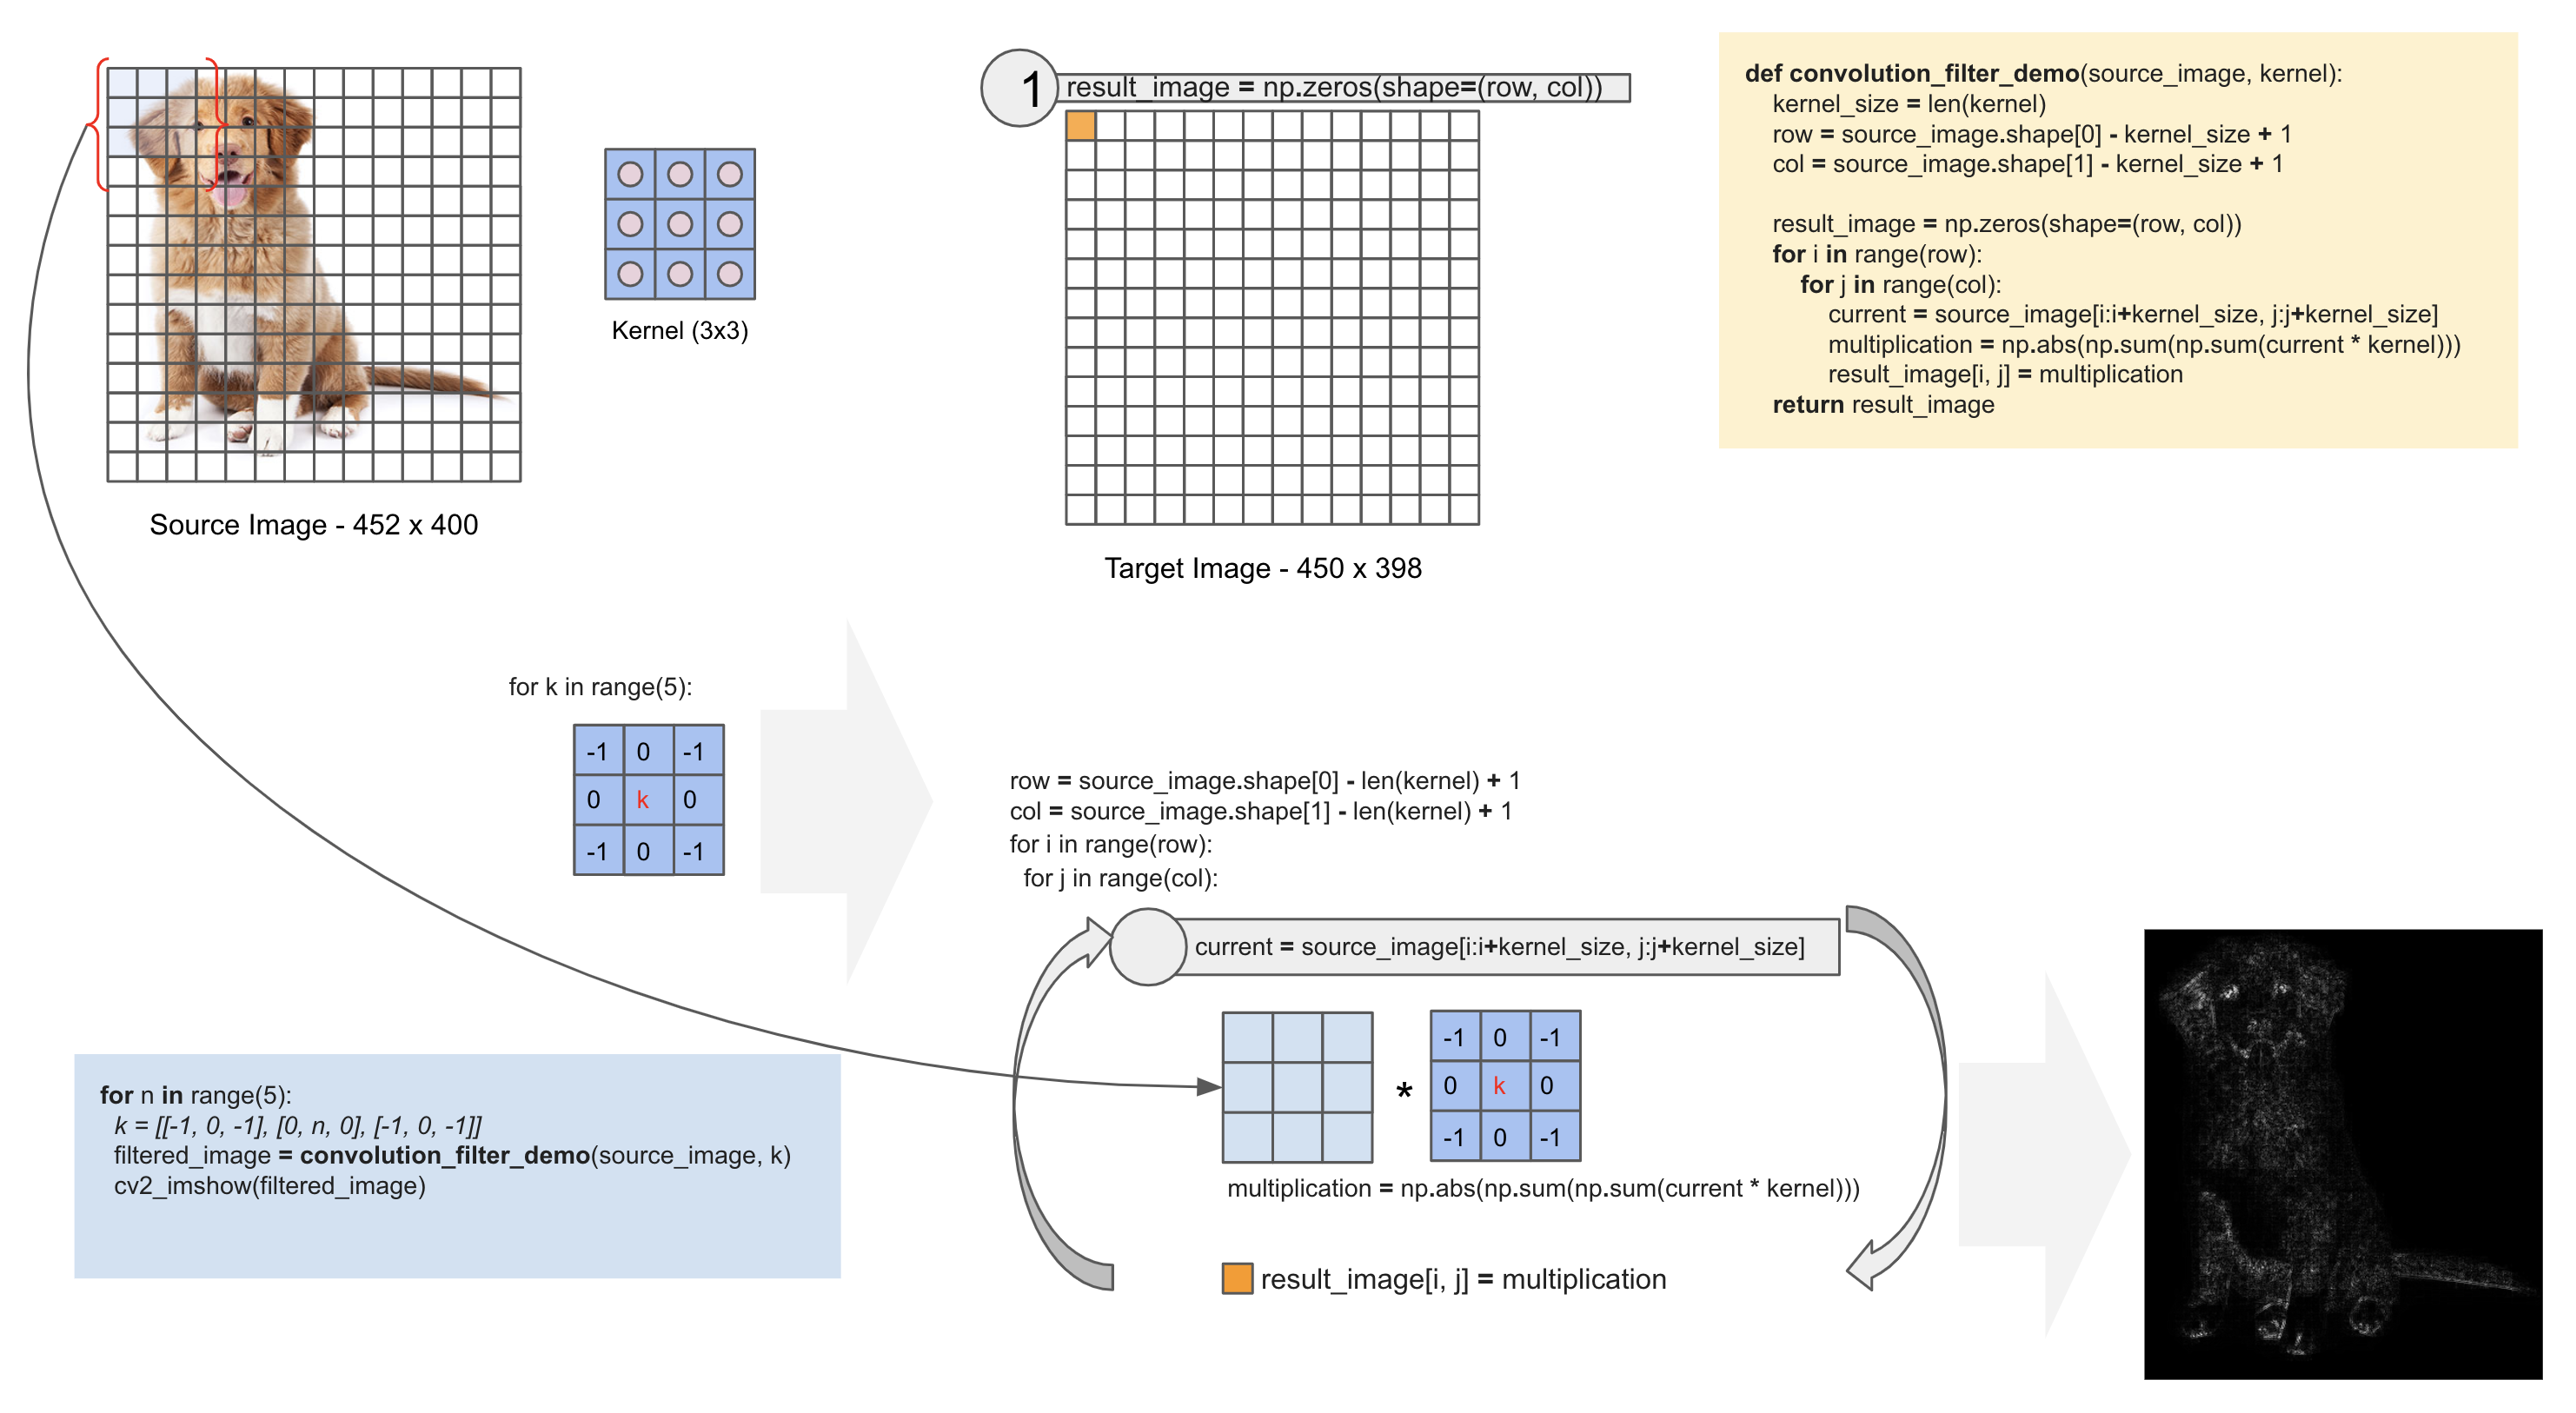 1
result_image = np.zeros(shape=(row, col))
Kernel (3x3)
Source Image - 452 x 400
Target Image - 450 x 398
def convolution_filter_demo(source_image, kernel):
kernel_size = len(kernel)
row = source_image.shape[0] - kernel_size + 1
col = source_image.shape[1] - kernel_size + 1
result_image = np.zeros(shape=(row, col))
for i in range(row):
for j in range(col):
current = source_image[i:i+kernel_size, j:j+kernel_size]
multiplication = np.abs(np.sum(np.sum(current * kernel)))
result_image[i, j] = multiplication
return result_image
for k in range(5):
-1 0 -1
0 k 0
-1 0 -1
row = source_image.shape[0] - len(kernel) + 1
col = source_image.shape[1] - len(kernel) + 1
for i in range(row):
for j in range(col):
current = source_image[i:i+kernel_size, j:j+kernel_size]
*
-1 0 -1
0 k 0
-1 0 -1
multiplication = np.abs(np.sum(np.sum(current * kernel)))
result_image[i, j] = multiplication
for n in range(5):
k = [[-1, 0, -1], [0, n, 0], [-1, 0, -1]]
filtered_image = convolution_filter_demo(source_image, k)
cv2_imshow(filtered_image)